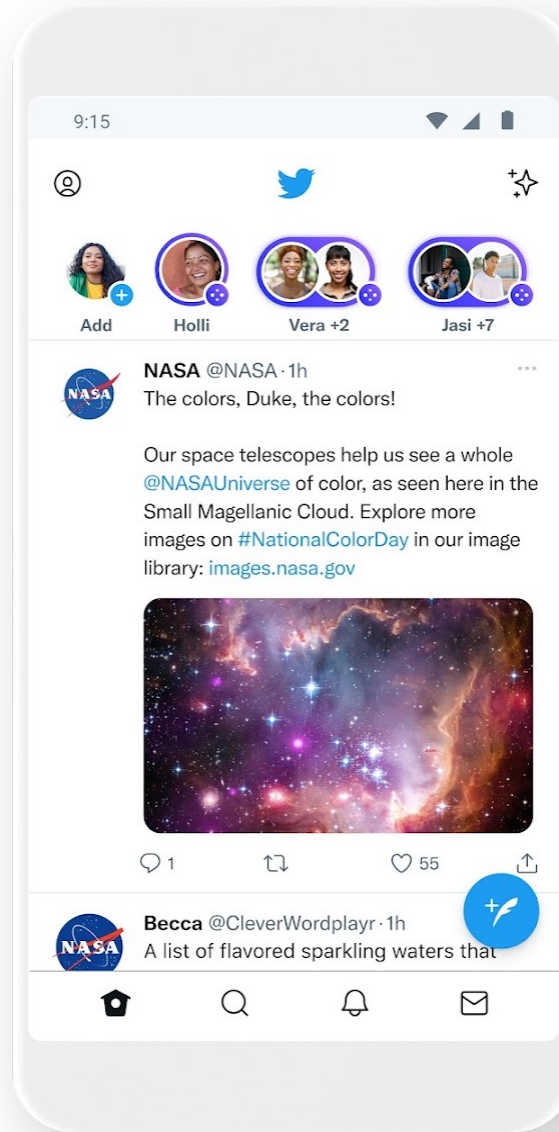 9:15
Add
Holli
Vera +2
Jasi +7
NASA
NASA @NASA · 1h
The colors, Duke, the colors!
Our space telescopes help us see a whole
@NASAUniverse of color, as seen here in the
Small Magellanic Cloud. Explore more
images on #NationalColorDay in our image
library: images.nasa.gov
1
55
NASA
Becca @CleverWordplayr · 1h
A list of flavored sparkling waters that